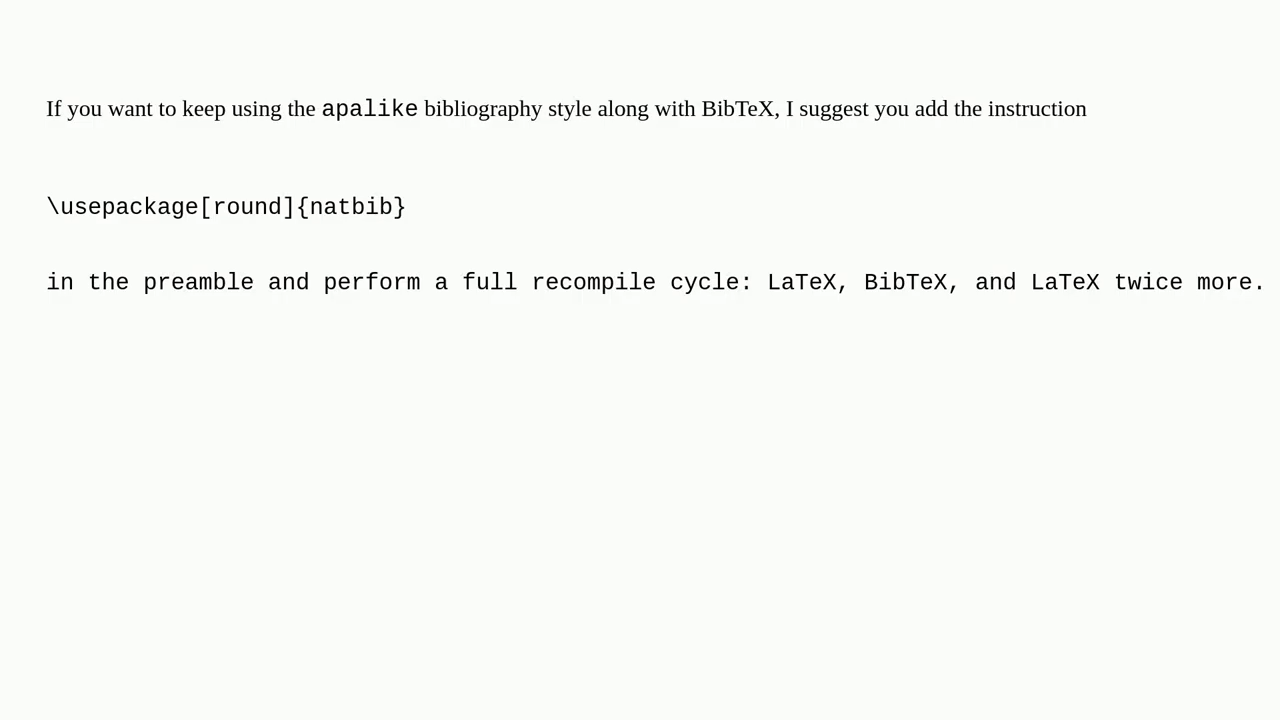 If you want to keep using the apalike bibliography style along with BibTeX, I suggest you add the instruction
\usepackage[round]{natbib}
in the preamble and perform a full recompile cycle: LaTeX, BibTeX, and LaTeX twice more.